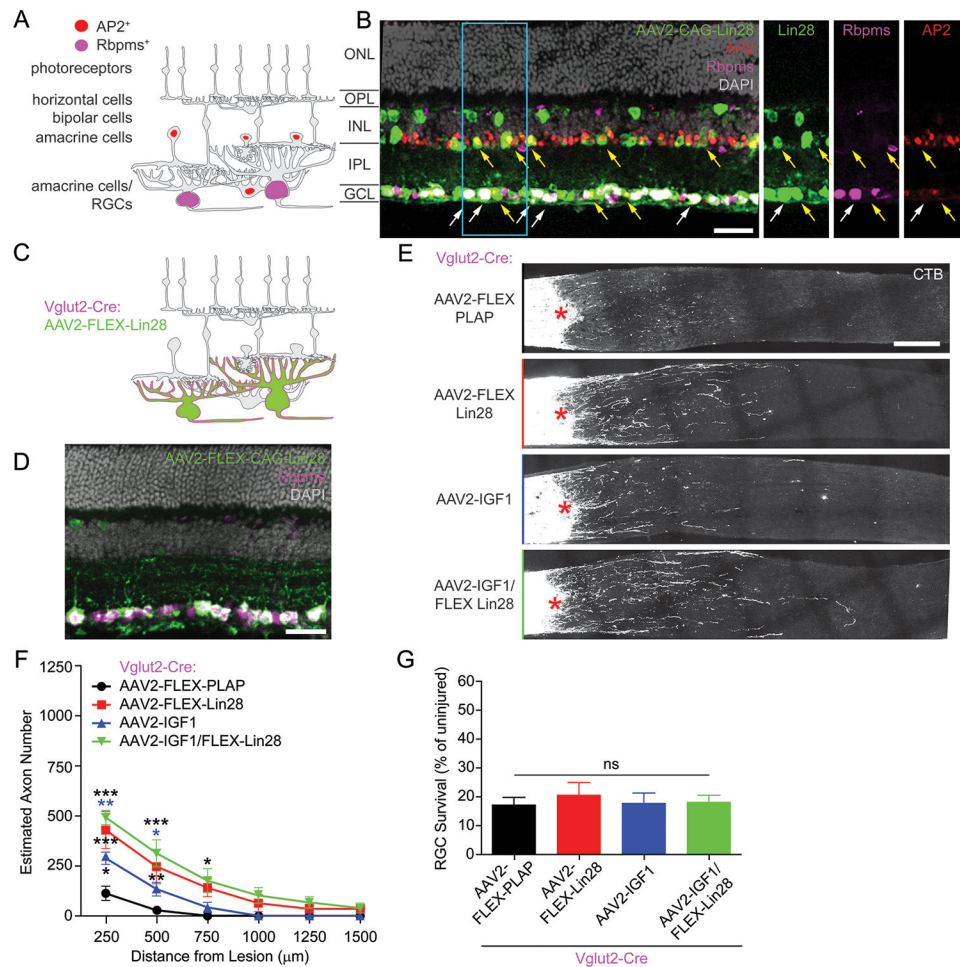 A
AP2+
Rbpms+
photoreceptors
horizontal cells
bipolar cells
amacrine cells
amacrine cells/
RGCs
B
ONL
OPL
INL
IPL
GCL
AAV2-CAG-Lin28
AP2
Rbpms
DAPI
Lin28
Rbpms
AP2
C
Vglut2-Cre:
AAV2-FLEX-Lin28
D
AAV2-FLEX-CAG-Lin28
Rbpms
DAPI
E
Vglut2-Cre:
CTB
AAV2-FLEX
PLAP
*
AAV2-FLEX
Lin28
*
AAV2-IGF1
*
AAV2-IGF1/
FLEX Lin28
*
F
Vglut2-Cre:
AAV2-FLEX-PLAP
AAV2-FLEX-Lin28
AAV2-IGF1
AAV2-IGF1/FLEX-Lin28
Estimated Axon Number
1250
1000
750
500
250
0
***
**
***
*
***
*
**
*
250 500 750 1000 1250 1500
Distance from Lesion (μm)
G
RGC Survival (% of uninjured)
60
50
40
30
20
10
0
ns
AAV2-
FLEX-PLAP
AAV2-
FLEX-Lin28
AAV2-IGF1
AAV2-IGF1/
FLEX-Lin28
Vglut2-Cre